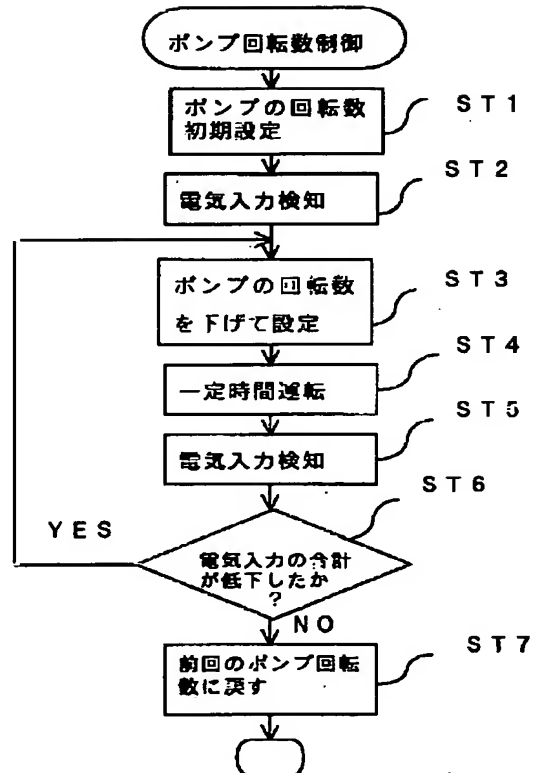 ポンプ回転数制御
ポンプの回転数
初期設定
ST1
電気入力検知
ST2
ポンプの回転数
を下げて設定
ST3
一定時間運転
ST4
電気入力検知
ST5
電気入力の合計
が低下したか
?
ST6
YES
NO
前回のポンプ回転
数に戻す
ST7